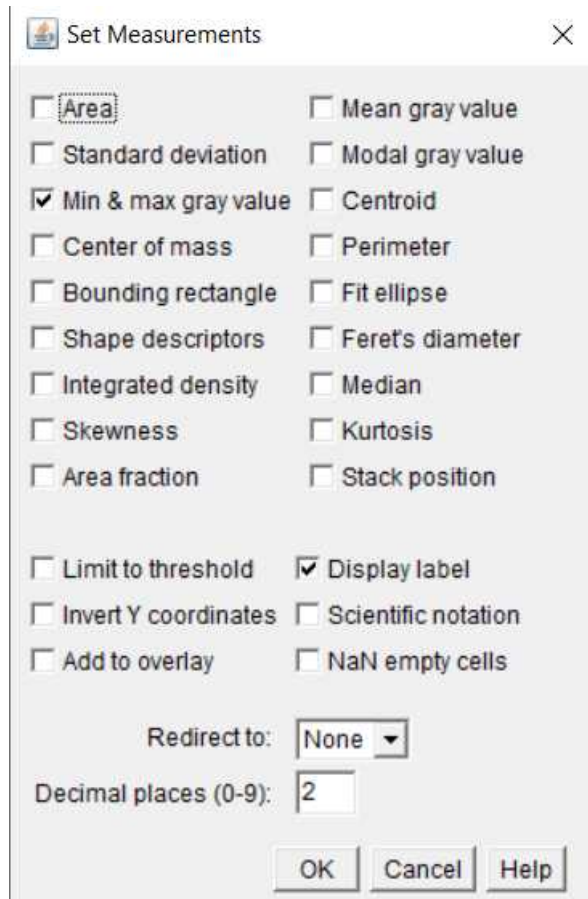 Set Measurements
Area Mean gray value
Standard deviation Modal gray value
Min & max gray value Centroid
Center of mass Perimeter
Bounding rectangle Fit ellipse
Shape descriptors Feret's diameter
Integrated density Median
Skewness Kurtosis
Area fraction Stack position
Limit to threshold Display label
Invert Y coordinates Scientific notation
Add to overlay NaN empty cells
Redirect to: None
Decimal places (0-9): 2
OK Cancel Help